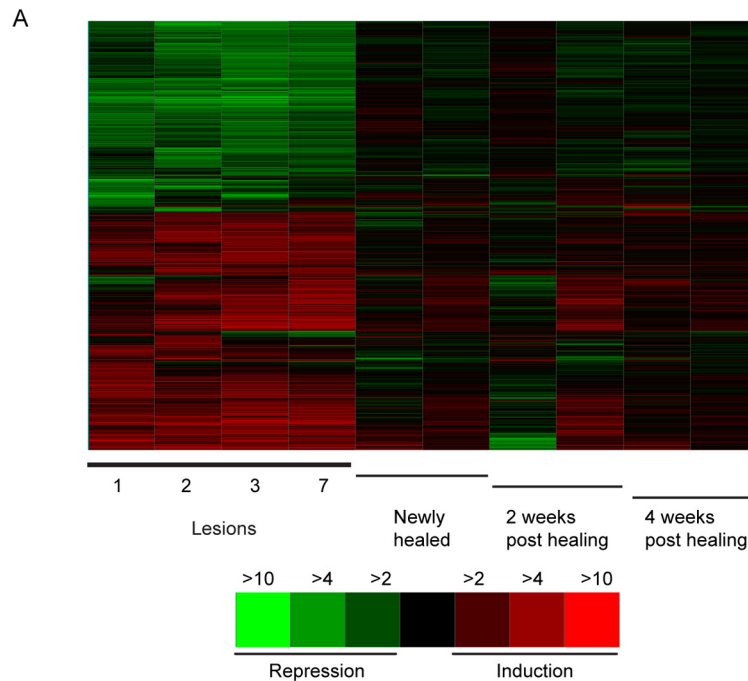 A
1 2 3 7
Lesions
Newly
healed
2 weeks
post healing
4 weeks
post healing
>10 >4 >2 >2 >4 >10
Repression Induction